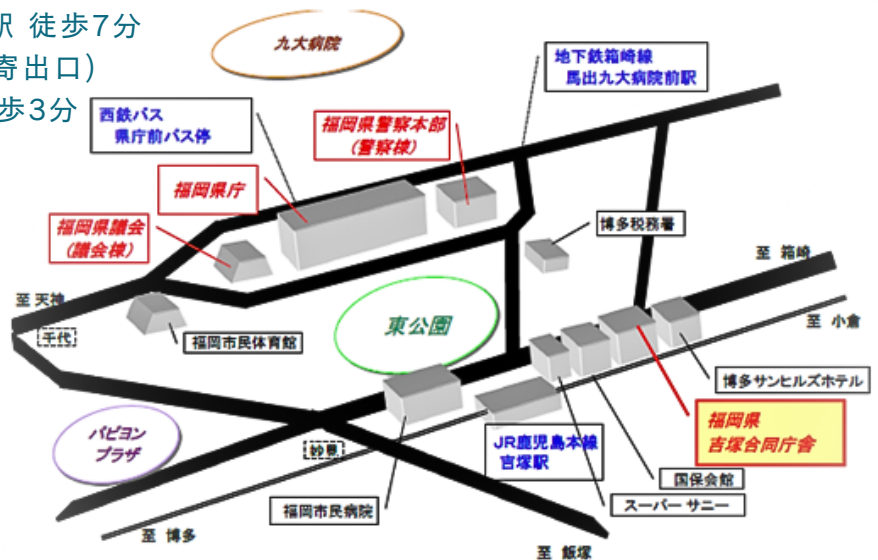 駅 徒歩7分
寄出口)
歩3分
九大病院
地下鉄箱崎線
馬出九大病院前駅
西鉄バス
県庁前バス停
福岡県警察本部
(警察棟)
福岡県庁
福岡県議会
(議会棟)
博多税務署
至 箱崎
至 天神
千代
福岡市民体育館
東公園
至 小倉
博多サンヒルズホテル
福岡県
吉塚合同庁舎
パピヨン
プラザ
妙見
JR鹿児島本線
吉塚駅
国保会館
スーパー サニー
福岡市民病院
至 博多
至 飯塚